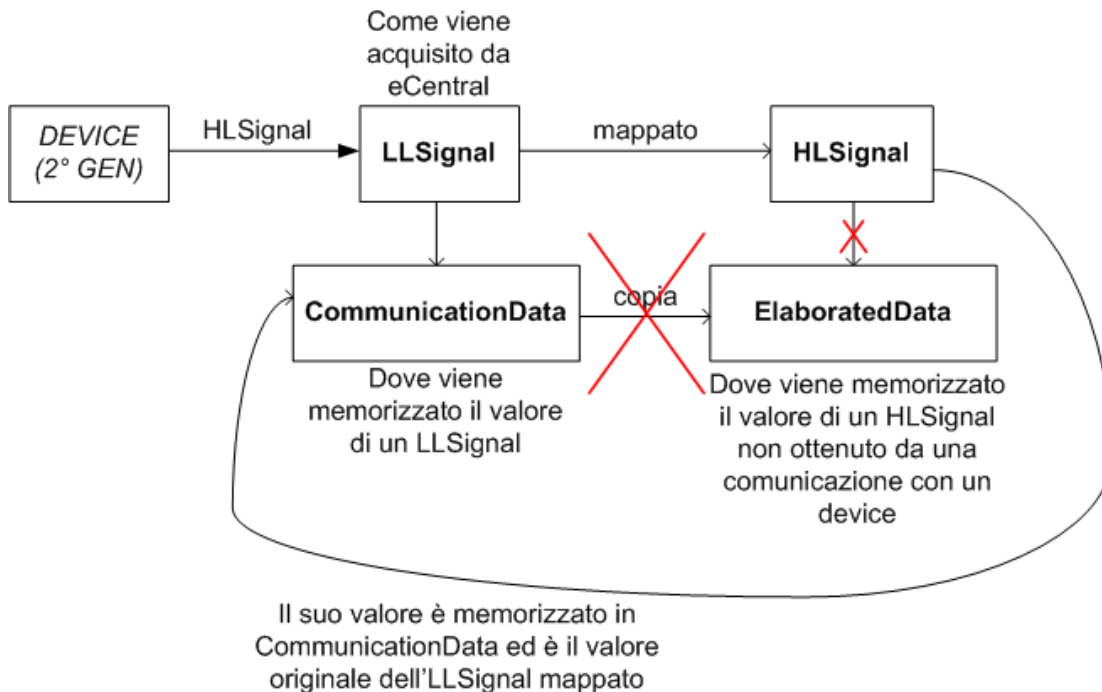 Come viene
acquisito da
eCentral
DEVICE
(2° GEN)
HLSignal
LLSignal
mappato
HLSignal
CommunicationData
copia
ElaboratedData
Dove viene
memorizzato il valore
di un LLSignal
Dove viene memorizzato
il valore di un HLSignal
non ottenuto da una
comunicazione con un
device
Il suo valore è memorizzato in
CommunicationData ed è il valore
originale dell'LLSignal mappato